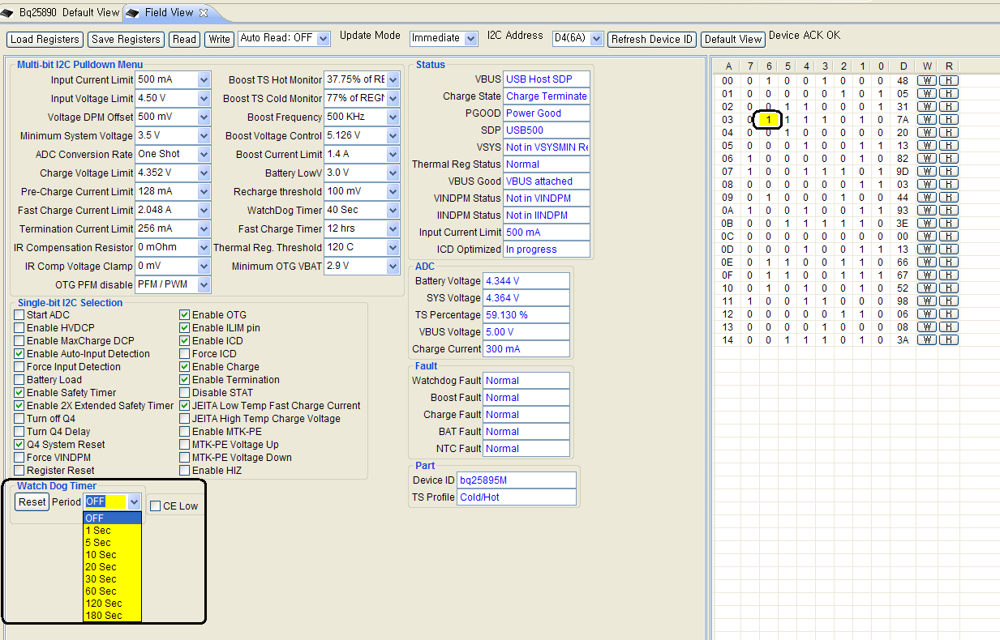 Bq25890 Default View
Field View
Load Registers Save Registers Read Write Auto Read: OFF Update Mode Immediate I2C Address D4(6A) Refresh Device ID Default View Device ACK OK
Multi-bit I2C Pulldown Menu
Input Current Limit 500 mA
Input Voltage Limit 4.50 V
Voltage DPM Offset 500 mV
Minimum System Voltage 3.5 V
ADC Conversion Rate One Shot
Charge Voltage Limit 4.352 V
Pre-Charge Current Limit 128 mA
Fast Charge Current Limit 2.048 A
Termination Current Limit 256 mA
IR Compensation Resistor 0 mOhm
IR Comp Voltage Clamp 0 mV
OTG PFM disable PFM / PWM
Boost TS Hot Monitor 37.75% of RE
Boost TS Cold Monitor 77% of REGN
Boost Frequency 500 KHz
Boost Voltage Control 5.126 V
Boost Current Limit 1.4 A
Battery LowV 3.0 V
Recharge threshold 100 mV
WatchDog Timer 40 Sec
Fast Charge Timer 12 hrs
Thermal Reg. Threshold 120 C
Minimum OTG VBAT 2.9 V
Single-bit I2C Selection
Start ADC
Enable HVDCP
Enable MaxCharge DCP
Enable Auto-Input Detection
Force Input Detection
Battery Load
Enable Safety Timer
Enable 2X Extended Safety Timer
Turn off Q4
Turn Q4 Delay
Q4 System Reset
Force VINDPM
Register Reset
Enable OTG
Enable ILIM pin
Enable ICD
Force ICD
Enable Charge
Enable Termination
Disable STAT
JEITA Low Temp Fast Charge Current
JEITA High Temp Charge Voltage
Enable MTK-PE
MTK-PE Voltage Up
MTK-PE Voltage Down
Enable HIZ
Watch Dog Timer
Reset Period OFF CE Low
OFF
1 Sec
5 Sec
10 Sec
20 Sec
30 Sec
60 Sec
120 Sec
180 Sec
Status
VBUS USB Host SDP
Charge State Charge Terminate
PGOOD Power Good
SDP USB500
VSYS Not in VSYSMIN Re
Thermal Reg Status Normal
VBUS Good VBUS attached
VINDPM Status Not in VINDPM
IINDPM Status Not in IINDPM
Input Current Limit 500 mA
ICD Optimized In progress
ADC
Battery Voltage 4.344 V
SYS Voltage 4.364 V
TS Percentage 59.130 %
VBUS Voltage 5.00 V
Charge Current 300 mA
Fault
Watchdog Fault Normal
Boost Fault Normal
Charge Fault Normal
BAT Fault Normal
NTC Fault Normal
Part
Device ID bq25895M
TS Profile Cold/Hot
A 7 6 5 4 3 2 1 0 D W R
00 0 1 0 0 1 0 0 0 48 W R
01 0 0 0 0 0 1 0 1 05 W R
02 0 0 1 1 0 0 0 1 31 W R
03 0 1 1 1 1 0 1 0 7A W R
04 0 0 1 0 0 0 0 0 20 W R
05 0 0 0 1 0 0 1 1 13 W R
06 1 0 0 0 0 0 1 0 82 W R
07 1 0 0 1 1 1 0 1 9D W R
08 0 0 0 0 0 0 1 1 03 W R
09 0 1 0 0 0 1 0 0 44 W R
0A 1 0 0 1 0 0 1 1 93 W R
0B 0 0 1 1 1 1 1 0 3E W R
0C 0 0 0 0 0 0 0 0 00 W R
0D 0 0 0 1 0 0 1 1 13 W R
0E 0 1 1 0 0 1 1 0 66 W R
0F 0 1 1 0 0 1 1 1 67 W R
10 0 1 0 1 0 0 1 0 52 W R
11 1 0 0 1 1 0 0 0 98 W R
12 0 0 0 0 0 1 1 0 06 W R
13 0 0 0 0 1 0 0 0 08 W R
14 0 0 1 1 1 0 1 0 3A W R